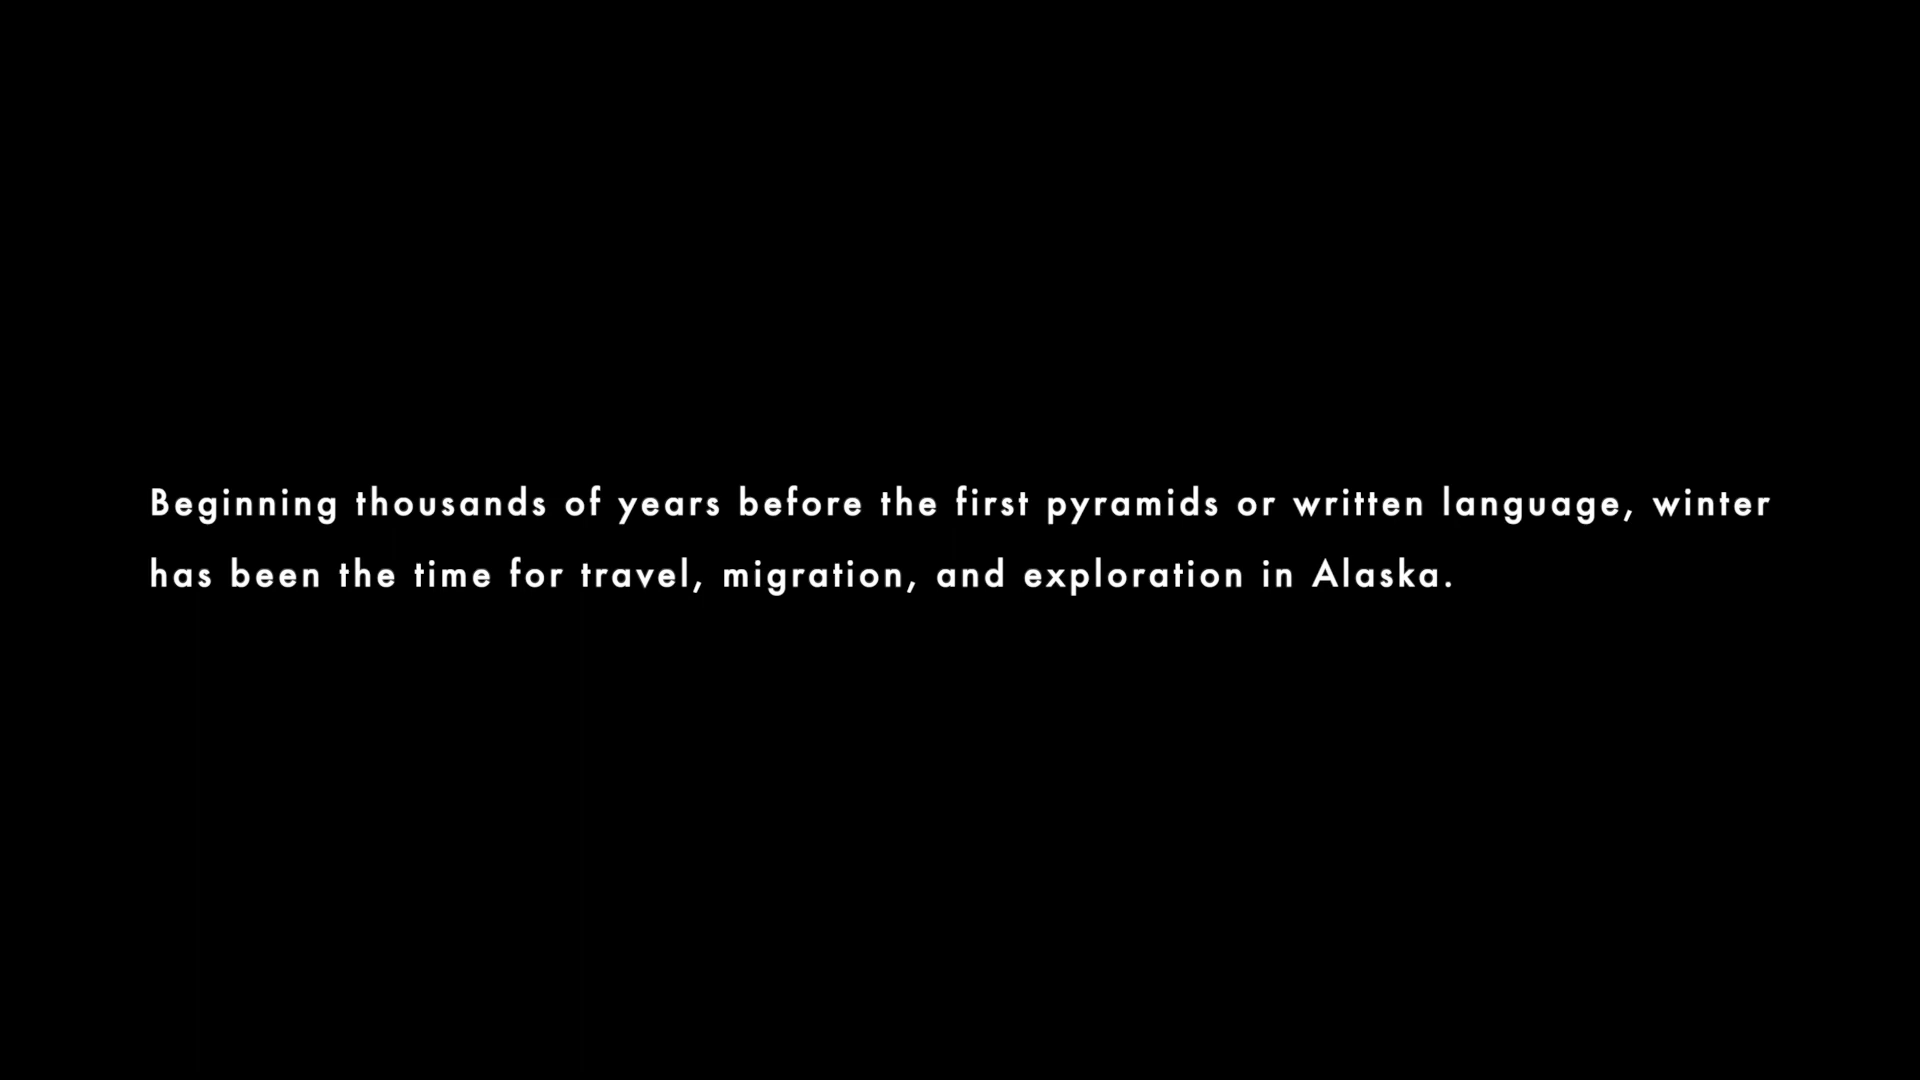 Beginning thousands of years before the first pyramids or written language, winter
has been the time for travel, migration, and exploration in Alaska.